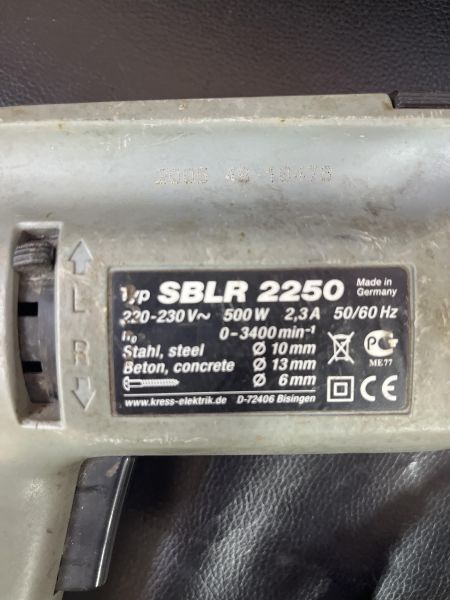 L
R
Typ SBLR 2250 Made in Germany
220-230 V~ 500 W 2,3 A 50/60 Hz
0-3400 min⁻¹
Stahl, steel Ø 10 mm
Beton, concrete Ø 13 mm
Ø 6 mm
ME77
www.kress-elektrik.de D-72406 Bisingen
CE